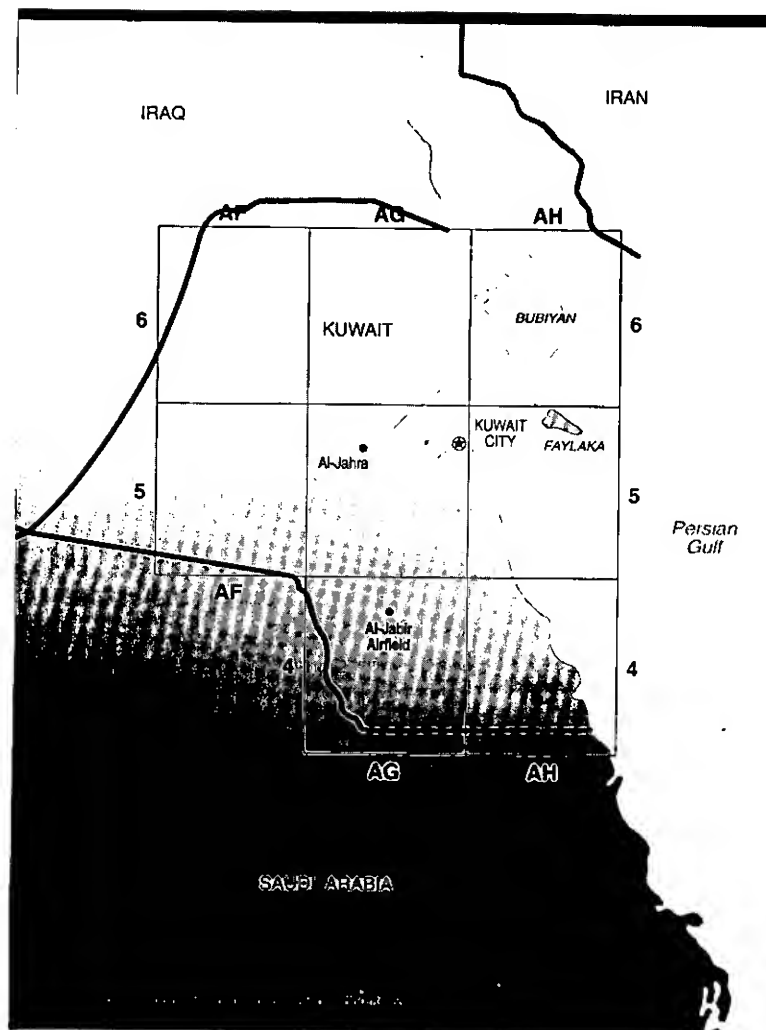 IRAQ
IRAN
AF
AG
AH
6
KUWAIT
BUBIYAN
6
KUWAIT
CITY
FAYLAKA
Al-Jahra
5
5
Persian
Gulf
AF
Al-Jabir
Airfield
4
4
AG
AH
SAUDI ARABIA